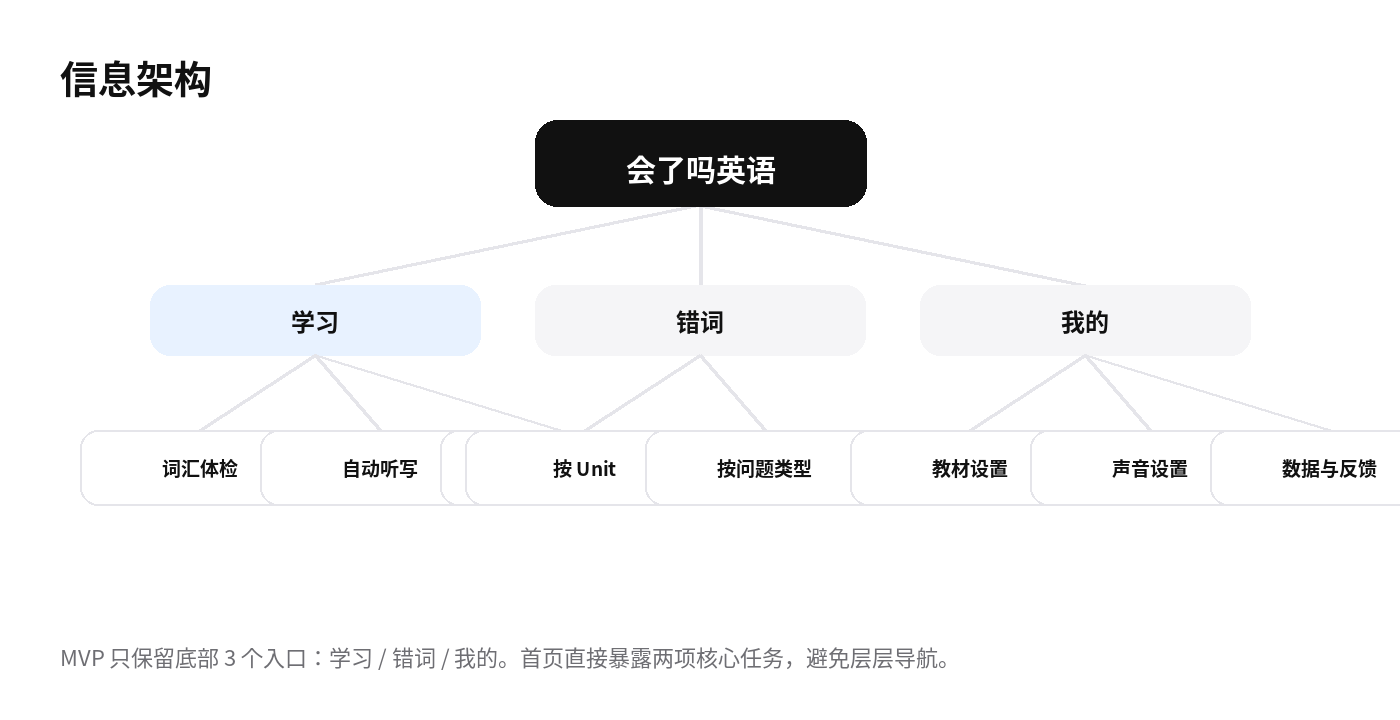 信息架构
会了吗英语
学习
错词
我的
词汇体检
自动听写
按 Unit
按问题类型
教材设置
声音设置
数据与反馈
MVP 只保留底部 3 个入口：学习 / 错词 / 我的。首页直接暴露两项核心任务，避免层层导航。